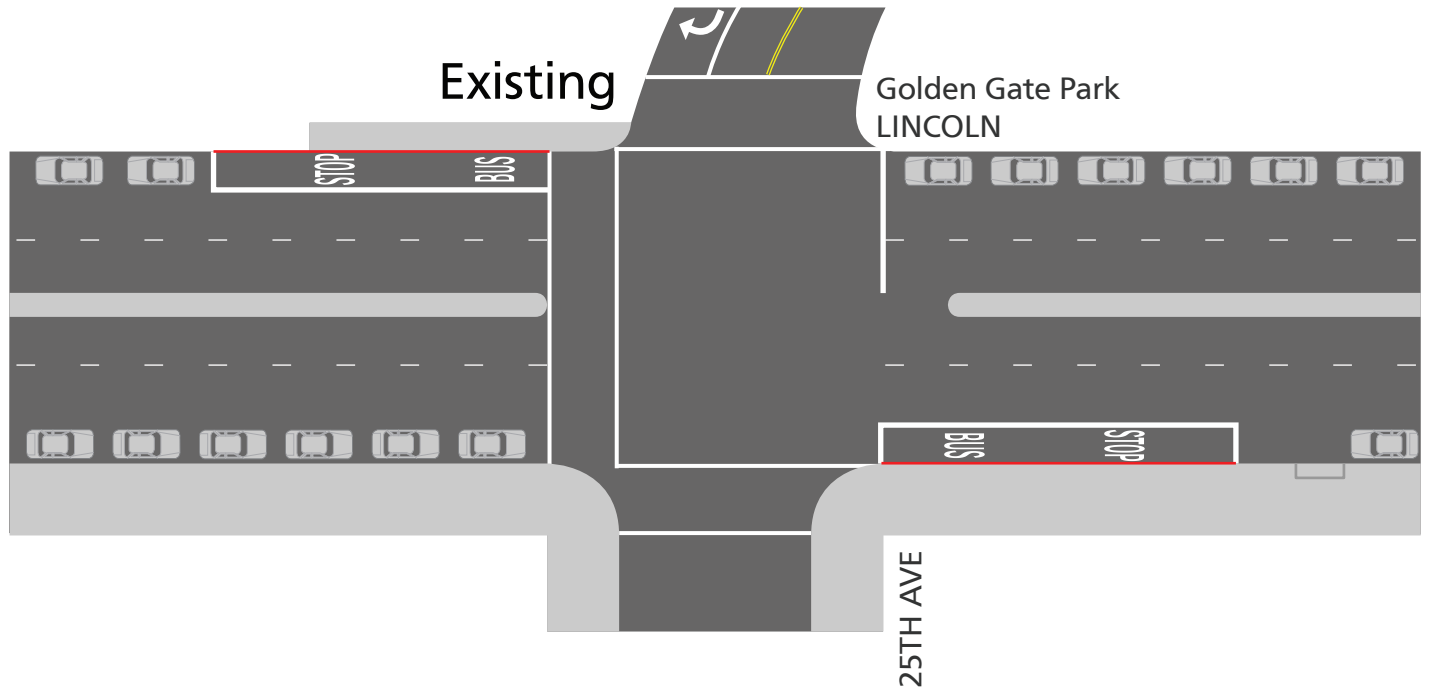 Existing
Golden Gate Park
LINCOLN
STOP
BUS
BUS
STOP
25TH AVE